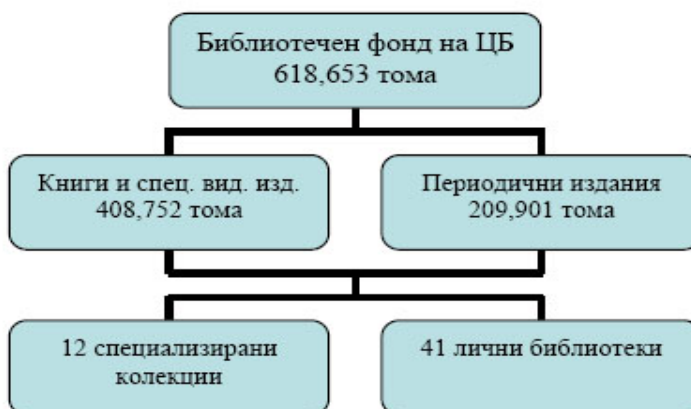 Библиотечен фонд на ЦБ
618,653 тома
Книги и спец. вид. изд.
408,752 тома
Периодични издания
209,901 тома
12 специализирани
колекции
41 лични библиотеки